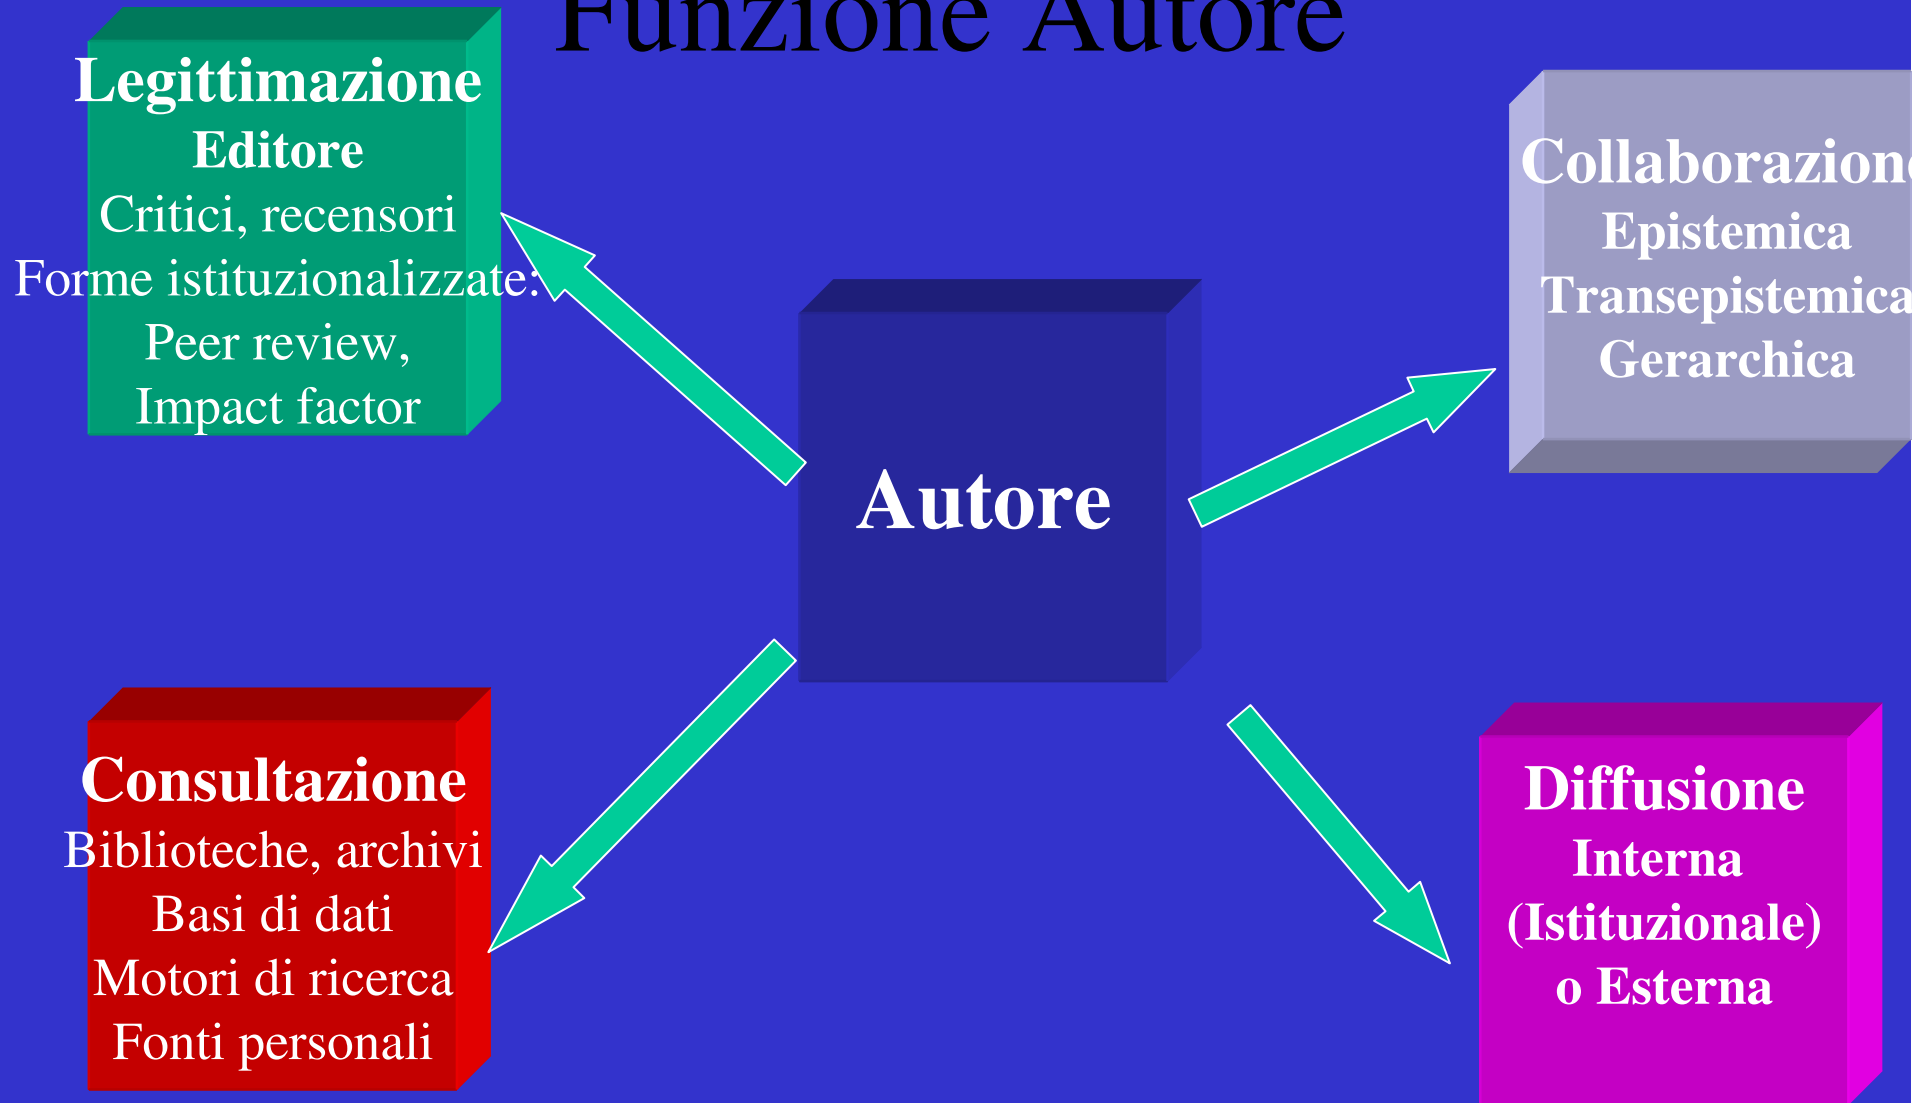 Funzione Autore
Legittimazione
Editore
Critici, recensori
Forme istituzionalizzate:
Peer review,
Impact factor
Collaborazione
Epistemica
Transepistemica
Gerarchica
Autore
Consultazione
Biblioteche, archivi
Basi di dati
Motori di ricerca
Fonti personali
Diffusione
Interna
(Istituzionale)
o Esterna